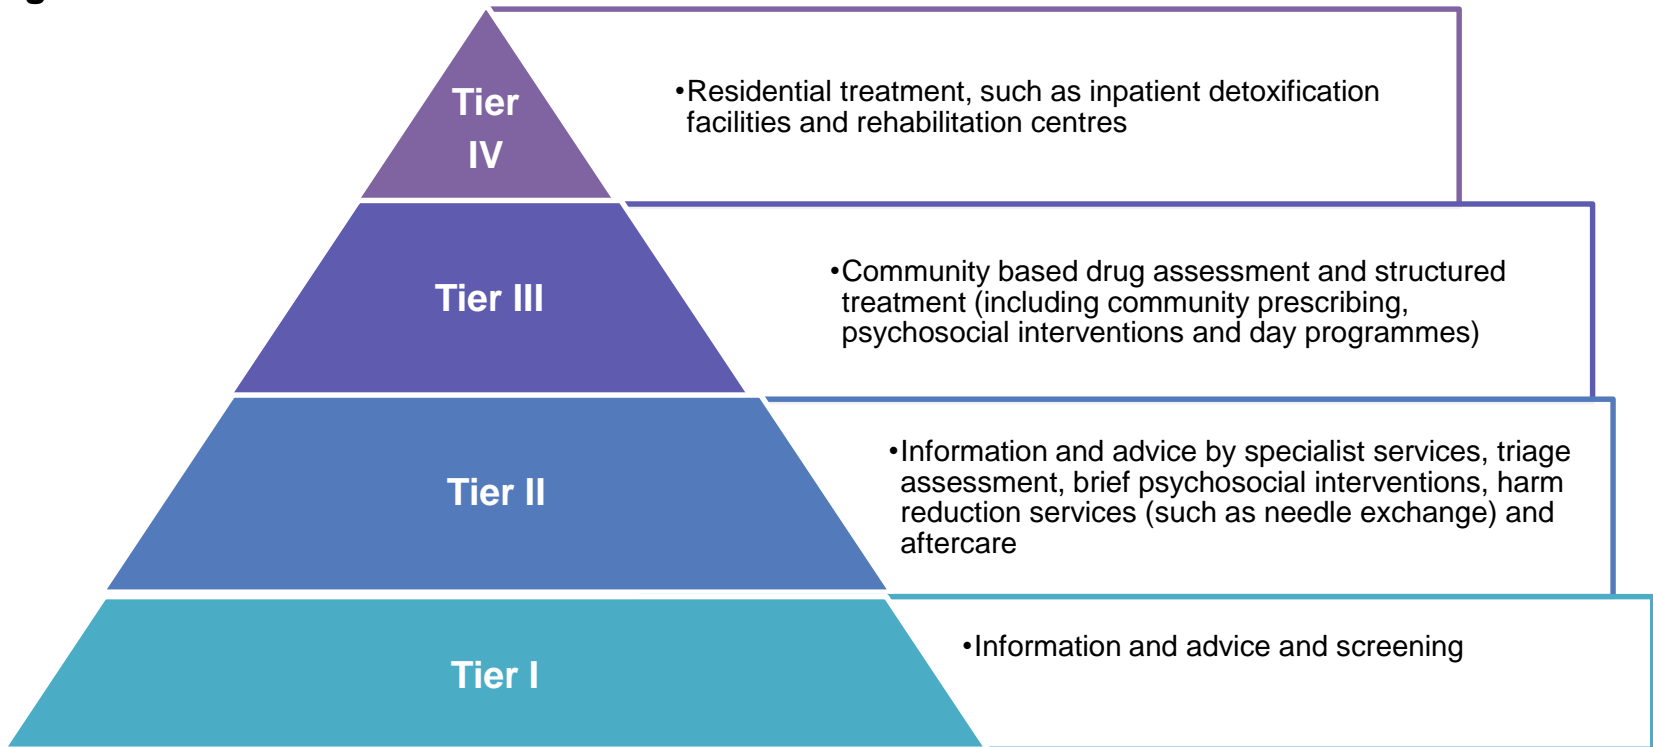 g
Tier
IV
•Residential treatment, such as inpatient detoxification
facilities and rehabilitation centres
Tier III
•Community based drug assessment and structured
treatment (including community prescribing,
psychosocial interventions and day programmes)
Tier II
•Information and advice by specialist services, triage
assessment, brief psychosocial interventions, harm
reduction services (such as needle exchange) and
aftercare
Tier I
•Information and advice and screening